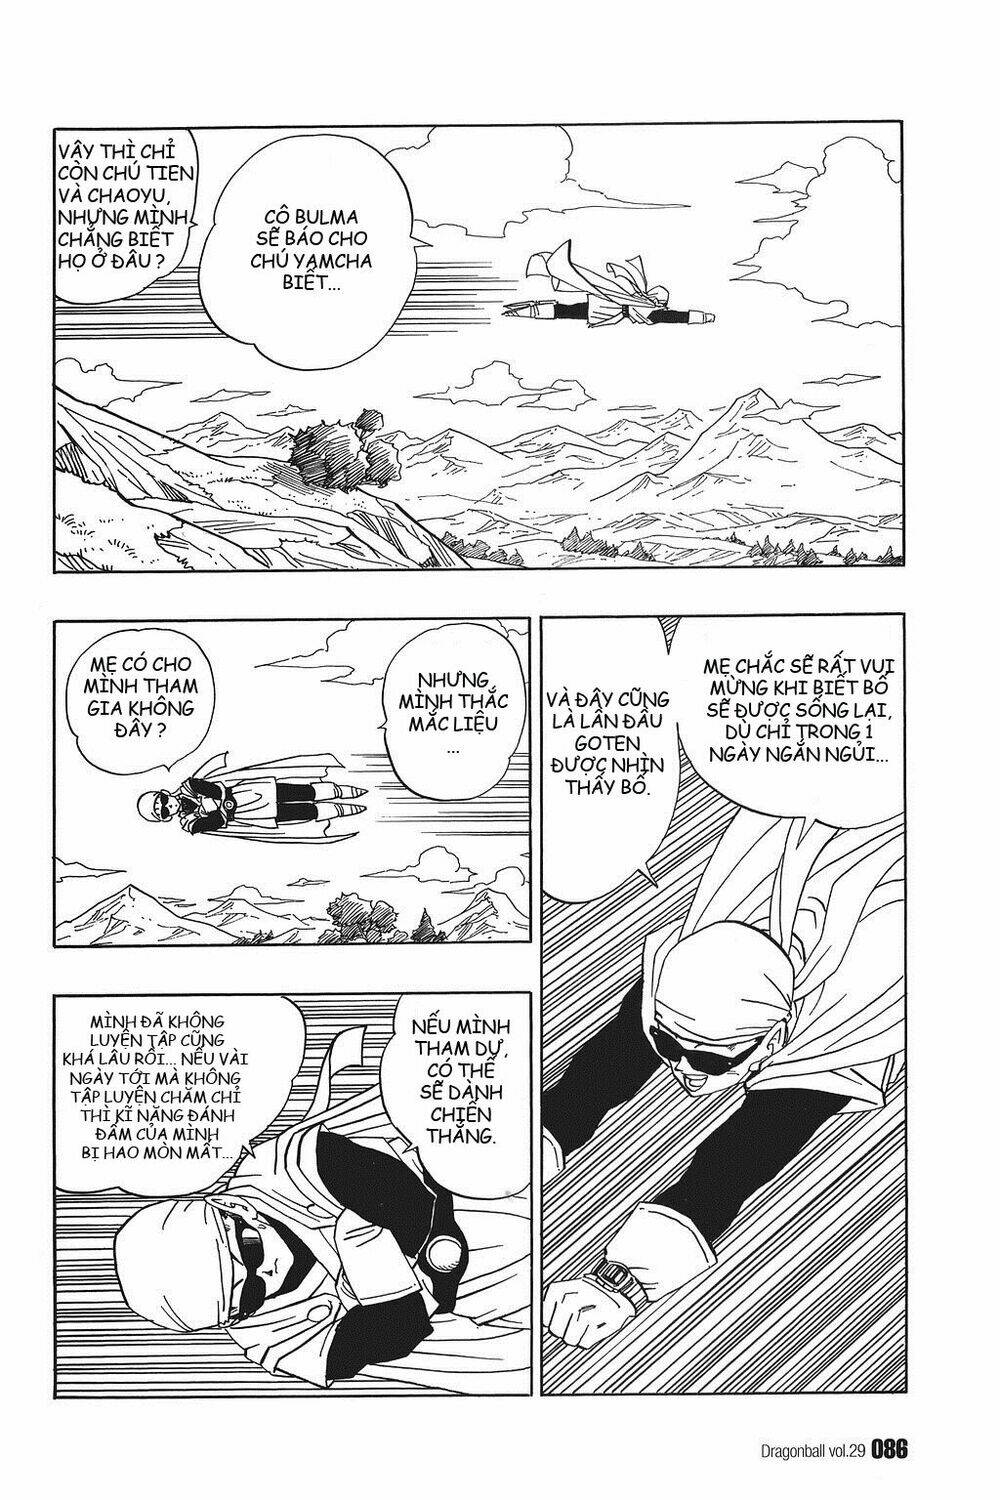 CÔ BULMA
SẼ BÁO CHO
CHÚ YAMCHA
BIẾT...
VẬY THÌ CHỈ
CÒN CHÚ TIEN
VÀ CHAOYU,
NHƯNG MÌNH
CHẲNG BIẾT
HỌ Ở ĐÂU ?
MẸ CHẮC SẼ RẤT VUI
MỪNG KHI BIẾT BỐ
SẼ ĐƯỢC SỐNG LẠI,
DÙ CHỈ TRONG 1
NGÀY NGẮN NGỦI...
VÀ ĐÂY CŨNG
LÀ LẦN ĐẦU
GOTEN
ĐƯỢC NHÌN
THẤY BỐ.
NHƯNG
MÌNH THẮC
MẮC LIỆU
...
MẸ CÓ CHO
MÌNH THAM
GIA KHÔNG
ĐÂY ?
NẾU MÌNH
THAM DỰ,
CÓ THỂ
SẼ DÀNH
CHIẾN
THẮNG.
MÌNH ĐÃ KHÔNG
LUYỆN TẬP CŨNG
KHÁ LÂU RỒI... NẾU VÀI
NGÀY TỚI MÀ KHÔNG
TẬP LUYỆN CHĂM CHỈ
THÌ KĨ NĂNG ĐÁNH
ĐẤM CỦA MÌNH
BỊ HAO MÒN MẤT...
Dragonball vol.29 086